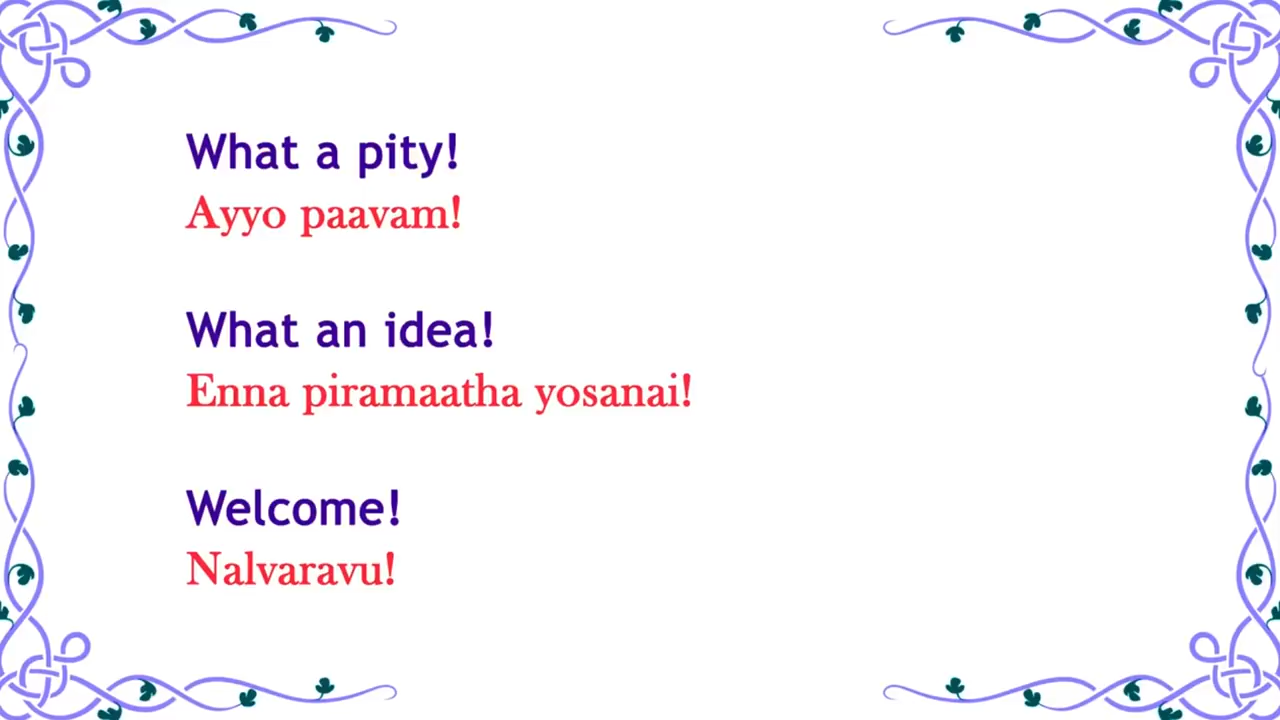 What a pity!
Ayyo paavam!
What an idea!
Enna piramaatha yosanai!
Welcome!
Nalvaravu!